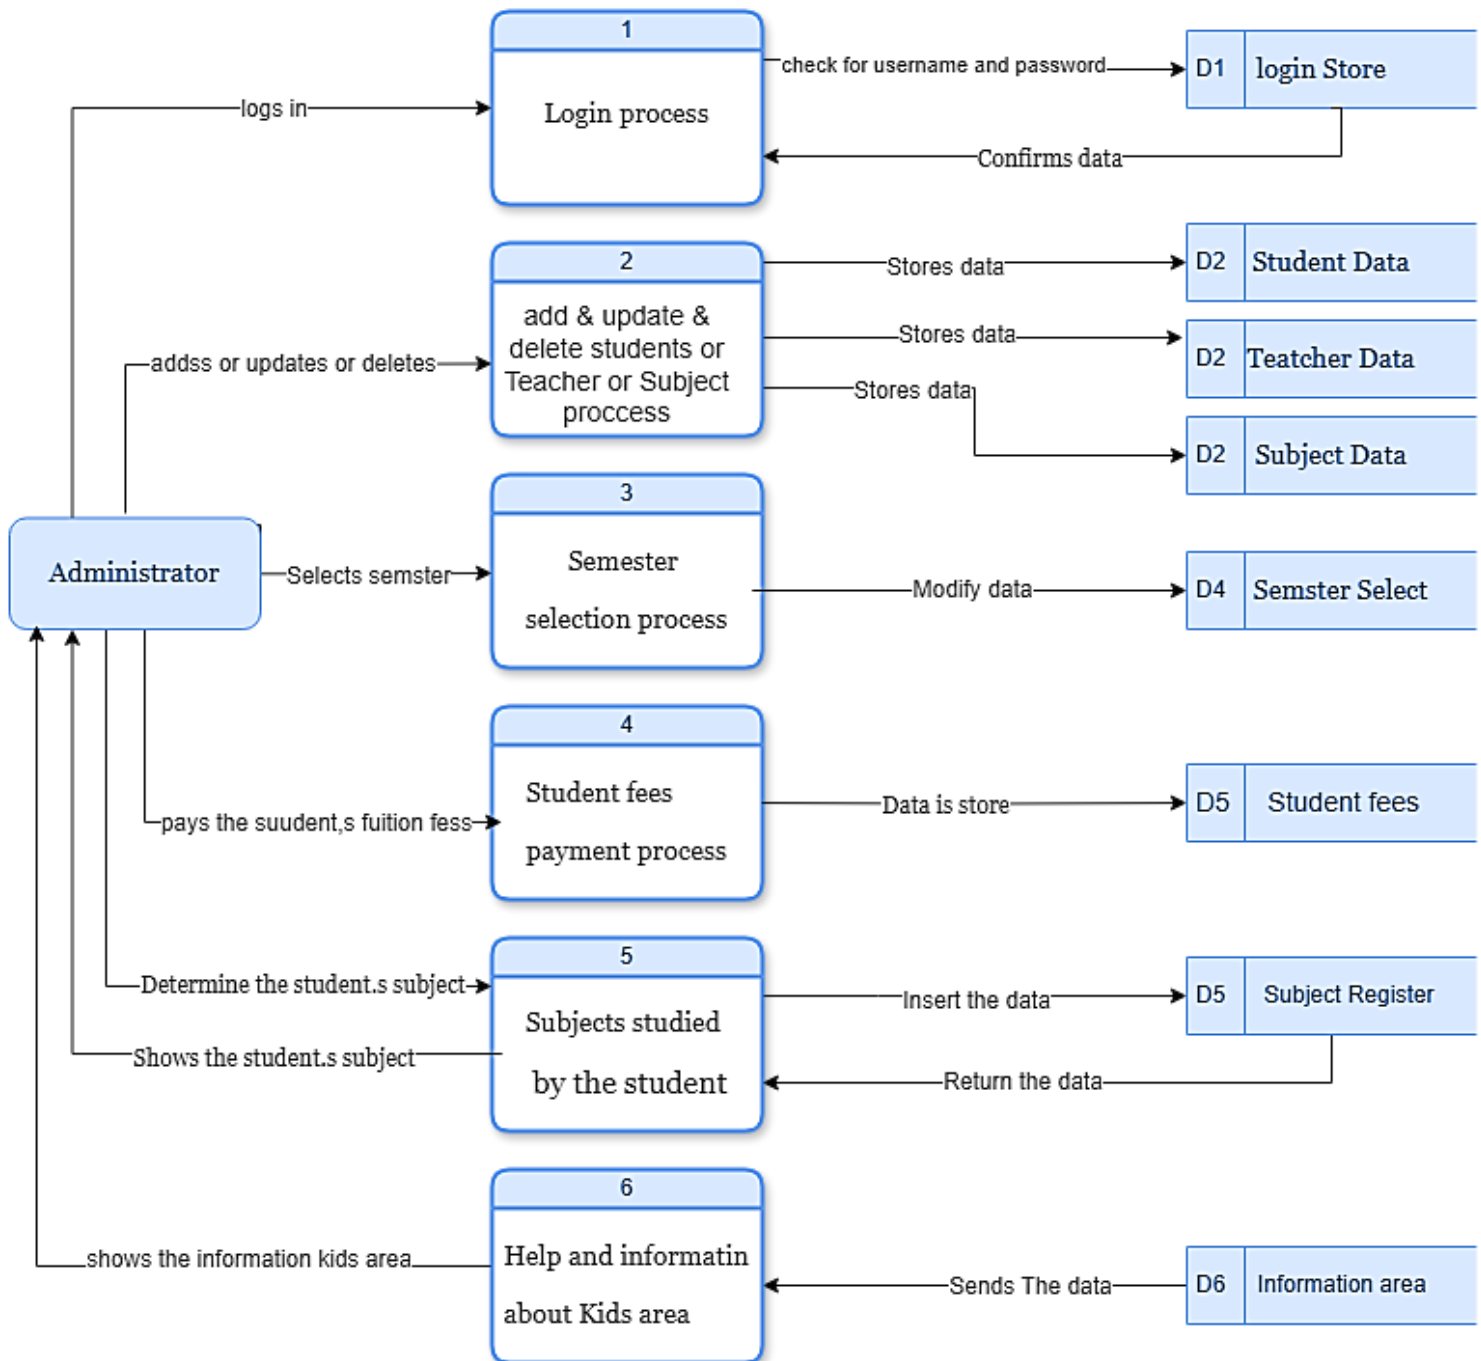 1
check for username and password
D1
login Store
logs in
Login process
Confirms data
2
Stores data
D2
Student Data
add & update &
delete students or
Teacher or Subject
proccess
addss or updates or deletes
Stores data
D2
Teatcher Data
Stores data
D2
Subject Data
3
Administrator
Selects semster
Semester
selection process
Modify data
D4
Semster Select
4
pays the suudent,s fuition fess
Student fees
payment process
Data is store
D5
Student fees
5
Determine the student.s subject
Subjects studied
by the student
Insert the data
D5
Subject Register
Shows the student.s subject
Return the data
6
shows the information kids area
Help and informatin
about Kids area
Sends The data
D6
Information area